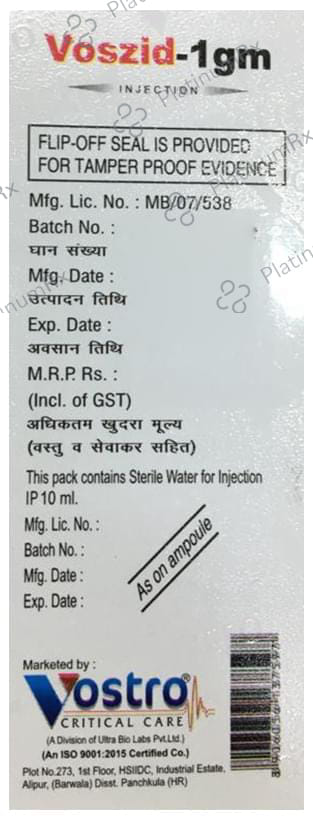 Voszid-1gm
INJECTION
FLIP-OFF SEAL IS PROVIDED
FOR TAMPER PROOF EVIDENCE
Mfg. Lic. No. : MB/07/538
Batch No. :
घान संख्या
Mfg. Date :
उत्पादन तिथि
Exp. Date :
अवसान तिथि
M.R.P. Rs. :
(Incl. of GST)
अधिकतम खुदरा मूल्य
(वस्तु व सेवाकर सहित)
This pack contains Sterile Water for Injection
IP 10 ml.
Mfg. Lic. No. :
Batch No. :
Mfg. Date :
Exp. Date :
As on ampoule
Marketed by :
Vostro®
CRITICAL CARE
(A Division of Ultra Bio Labs Pvt.Ltd.)
(An ISO 9001:2015 Certified Co.)
Plot No.273, 1st Floor, HSIIDC, Industrial Estate,
Alipur, (Barwala) Disst. Panchkula (HR)
PlatinumRx